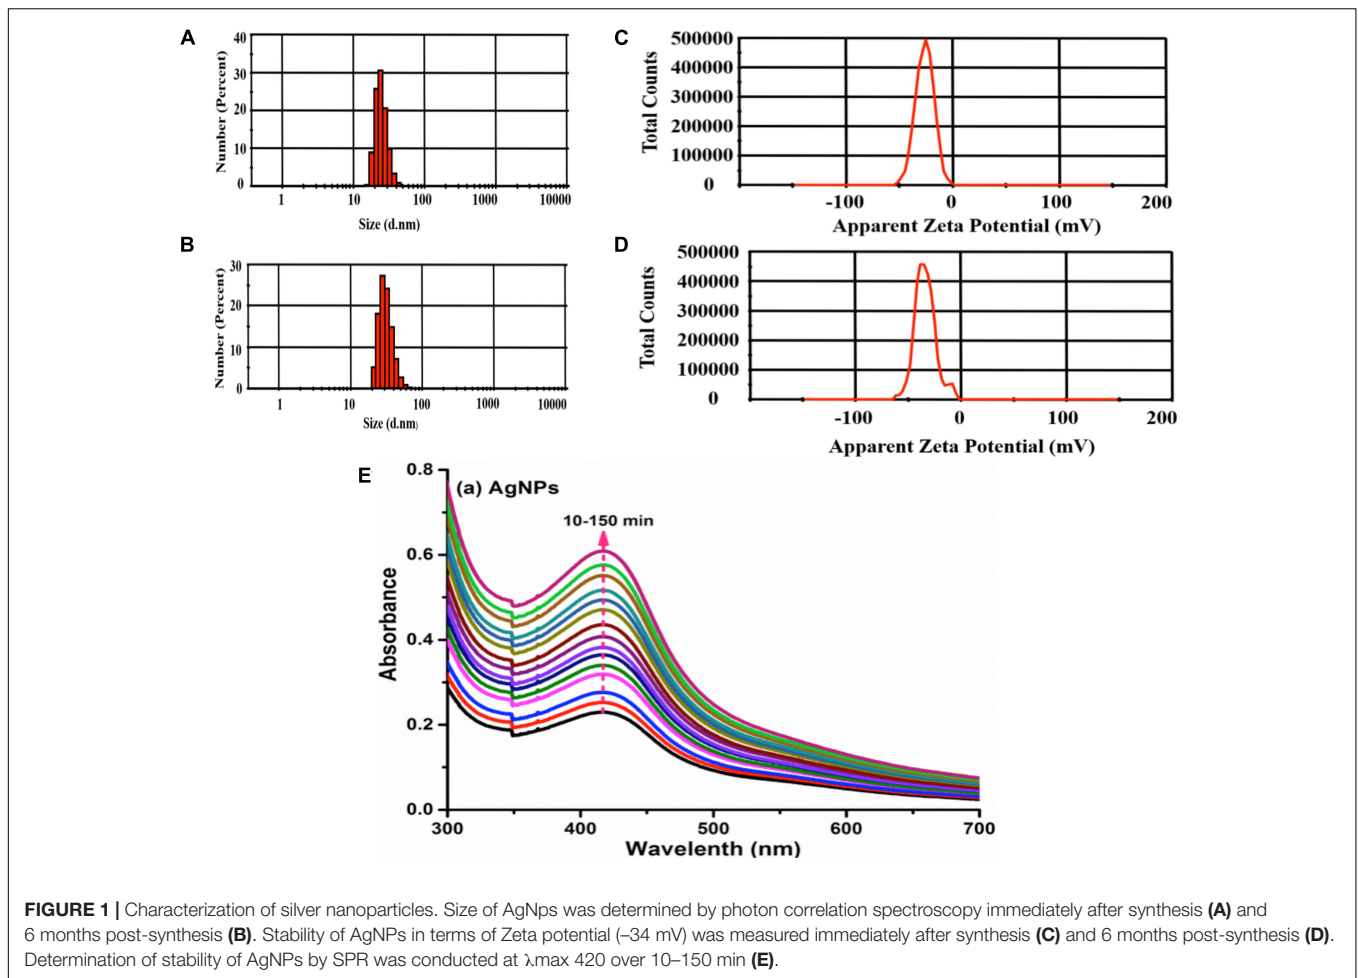 A
Number (Percent)
40
30
20
10
0
1 10 100 1000 10000
Size (d.nm)
B
Number (Percent)
30
20
10
0
1 10 100 1000 10000
Size (d.nm)
C
Total Counts
500000
400000
300000
200000
100000
0
-100 0 100 200
Apparent Zeta Potential (mV)
D
Total Counts
500000
400000
300000
200000
100000
0
-100 0 100 200
Apparent Zeta Potential (mV)
E
(a) AgNPs
10-150 min
Absorbance
0.8
0.6
0.4
0.2
0.0
300 400 500 600 700
Wavelenth (nm)
FIGURE 1 | Characterization of silver nanoparticles. Size of AgNps was determined by photon correlation spectroscopy immediately after synthesis (A) and
6 months post-synthesis (B). Stability of AgNPs in terms of Zeta potential (–34 mV) was measured immediately after synthesis (C) and 6 months post-synthesis (D).
Determination of stability of AgNPs by SPR was conducted at λmax 420 over 10–150 min (E).